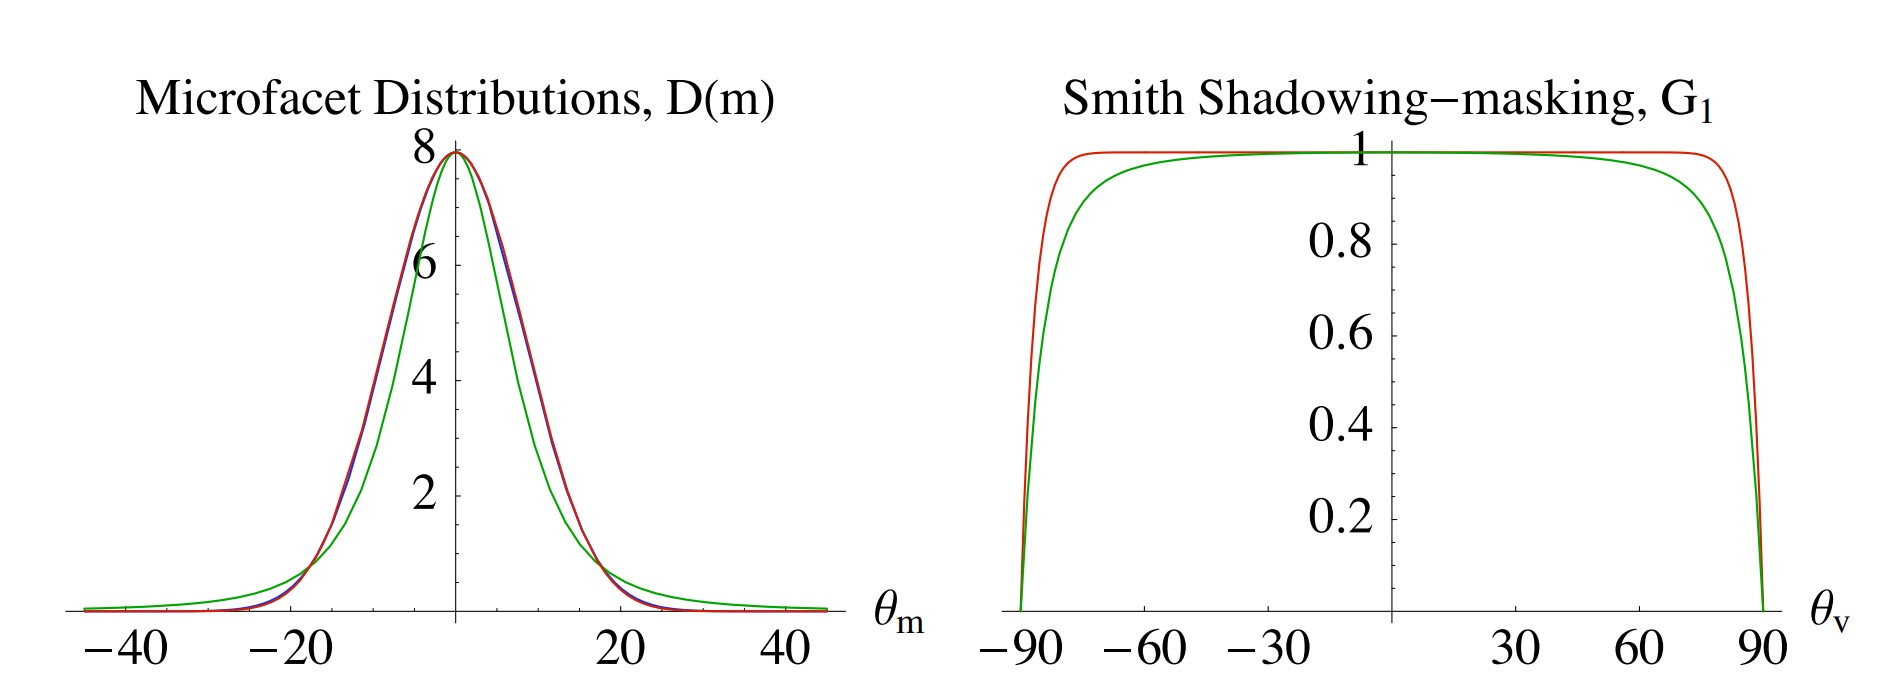 Microfacet Distributions, D(m)
8
6
4
2
−40 −20 20 40
θm
Smith Shadowing−masking, G1
1
0.8
0.6
0.4
0.2
−90 −60 −30 30 60 90
θv